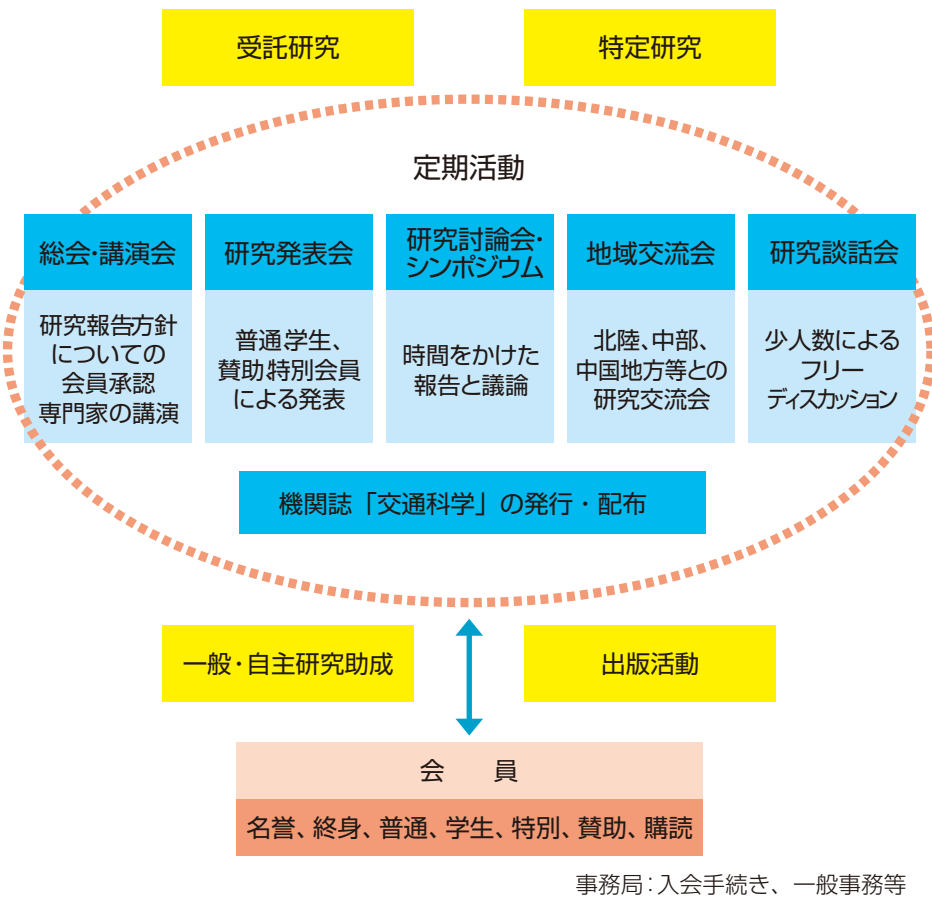 受託研究
特定研究
定期活動
総会・講演会
研究報告・方針
についての
会員承認
専門家の講演
研究発表会
普通、学生、
賛助・特別会員
による発表
研究討論会・
シンポジウム
時間をかけた
報告と議論
地域交流会
北陸、中部、
中国地方等との
研究交流会
研究談話会
少人数による
フリー
ディスカッション
機関誌「交通科学」の発行・配布
一般・自主研究助成
出版活動
会　員
名誉、終身、普通、学生、特別、賛助、購読
事務局：入会手続き、一般事務等